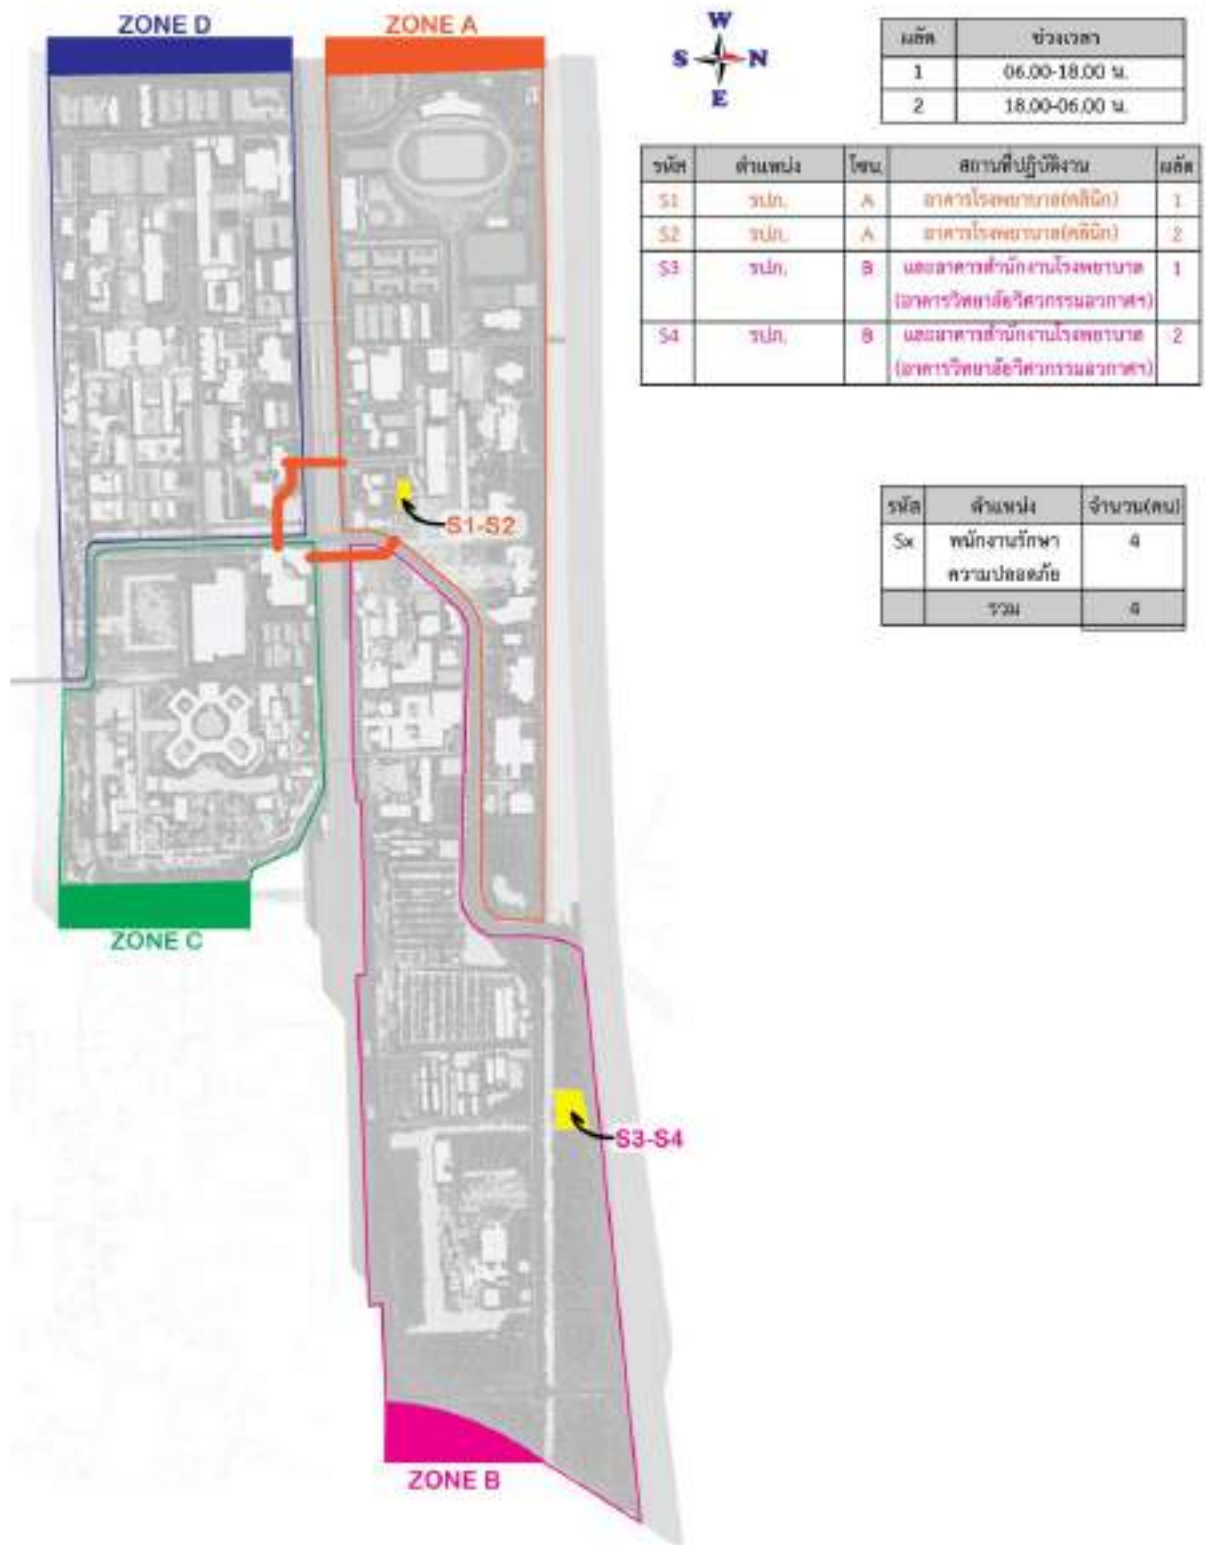 ZONE D
ZONE A
W
S N
E
ผลัด ช่วงเวลา
1 06.00-18.00 น.
2 18.00-06.00 น.
รหัส ตำแหน่ง โซน สถานที่ปฏิบัติงาน ผลัด
S1 รปภ. A อาคารโรงพยาบาล(คลินิก) 1
S2 รปภ. A อาคารโรงพยาบาล(คลินิก) 2
S3 รปภ. B และอาคารสำนักงานโรงพยาบาล 1
(อาคารวิทยาลัยวิศวกรรมอวกาศฯ)
S4 รปภ. B และอาคารสำนักงานโรงพยาบาล 2
(อาคารวิทยาลัยวิศวกรรมอวกาศฯ)
รหัส ตำแหน่ง จำนวน(คน)
Sx พนักงานรักษา 4
ความปลอดภัย
รวม 4
S1-S2
ZONE C
S3-S4
ZONE B